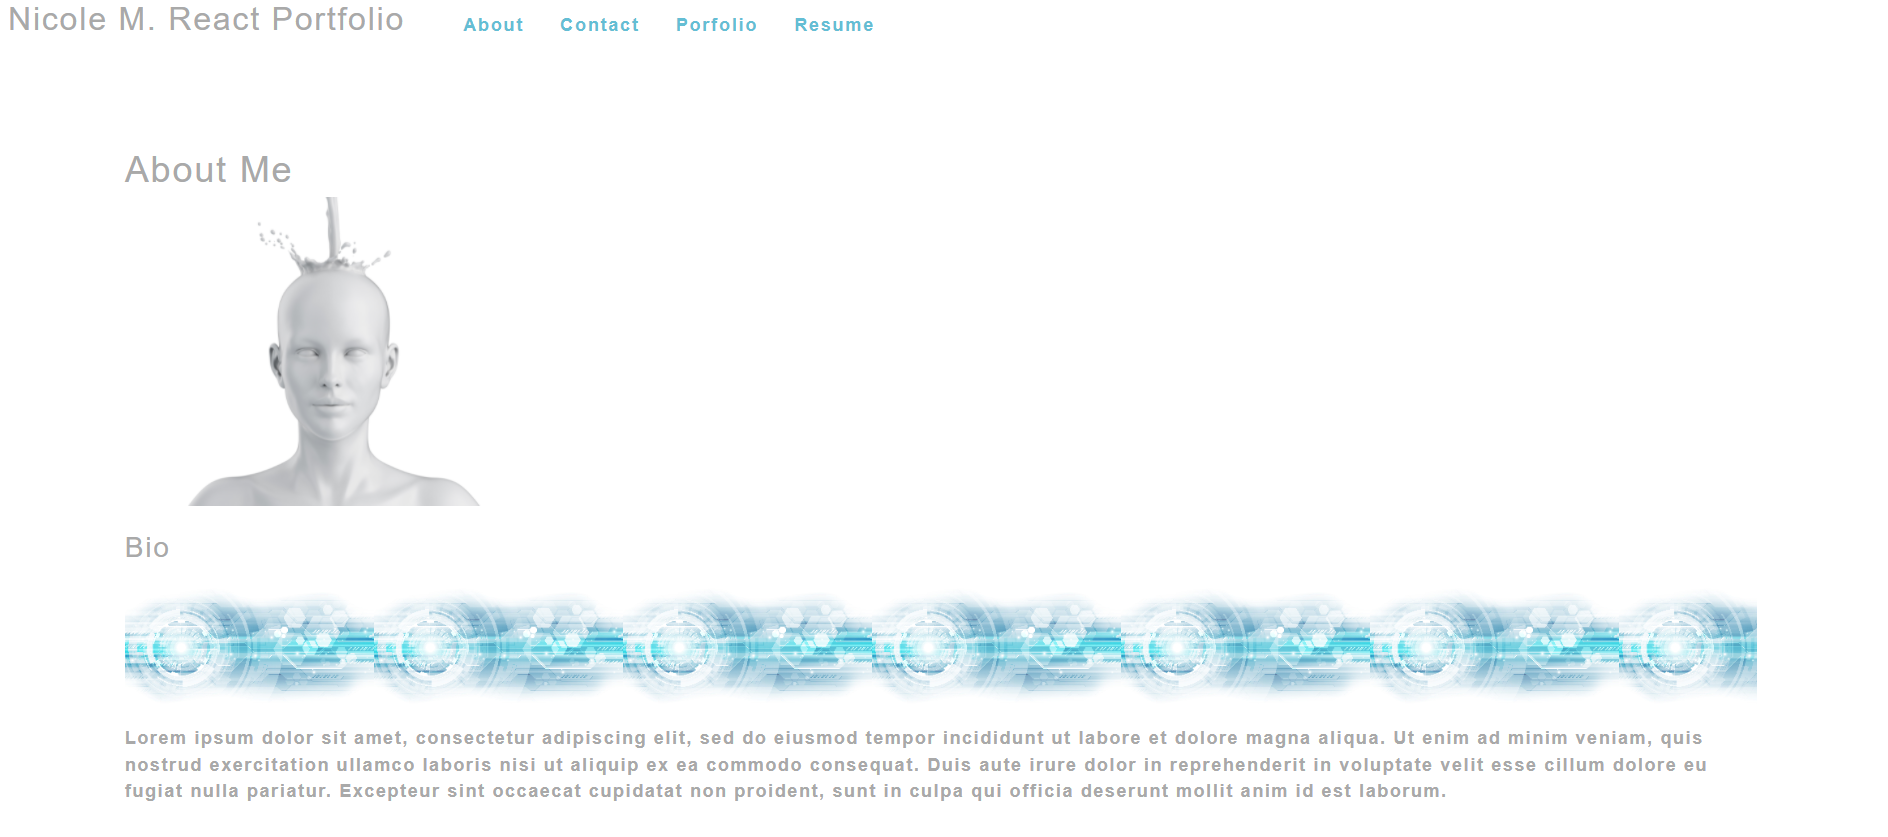 Nicole M. React Portfolio About Contact Porfolio Resume
About Me
Bio
Lorem ipsum dolor sit amet, consectetur adipiscing elit, sed do eiusmod tempor incididunt ut labore et dolore magna aliqua. Ut enim ad minim veniam, quis
nostrud exercitation ullamco laboris nisi ut aliquip ex ea commodo consequat. Duis aute irure dolor in reprehenderit in voluptate velit esse cillum dolore eu
fugiat nulla pariatur. Excepteur sint occaecat cupidatat non proident, sunt in culpa qui officia deserunt mollit anim id est laborum.